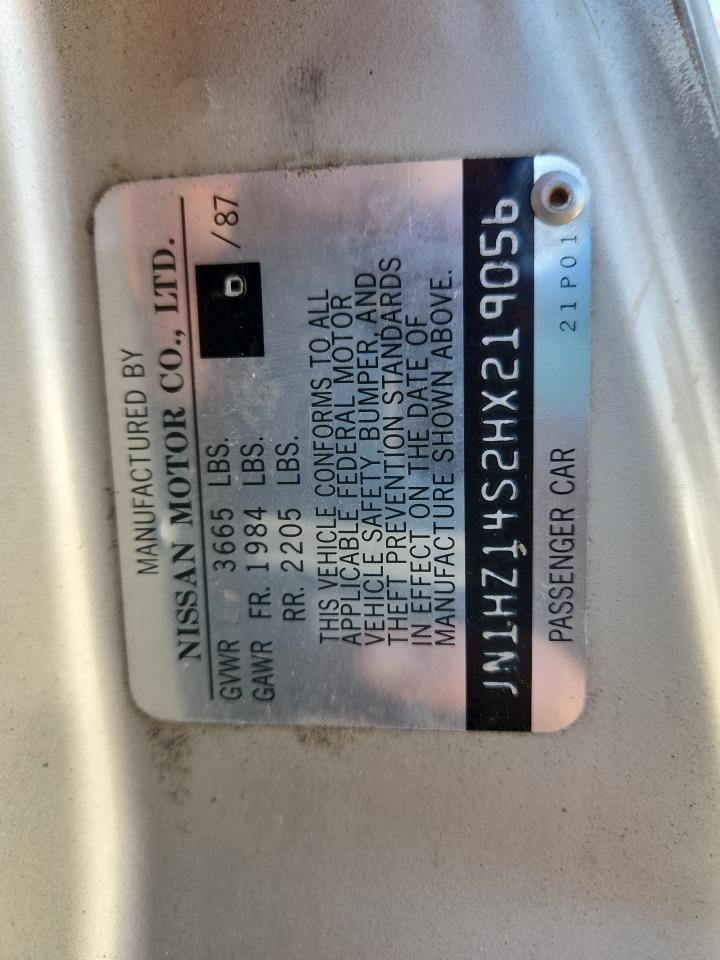 MANUFACTURED BY
NISSAN MOTOR CO., LTD.
GVWR 3665 LBS. /87
GAWR FR. 1984 LBS.
RR. 2205 LBS.
THIS VEHICLE CONFORMS TO ALL
APPLICABLE FEDERAL MOTOR
VEHICLE SAFETY, BUMPER, AND
THEFT PREVENTION STANDARDS
IN EFFECT ON THE DATE OF
MANUFACTURE SHOWN ABOVE.
JN1HZ14S2HX219056
PASSENGER CAR 21P01